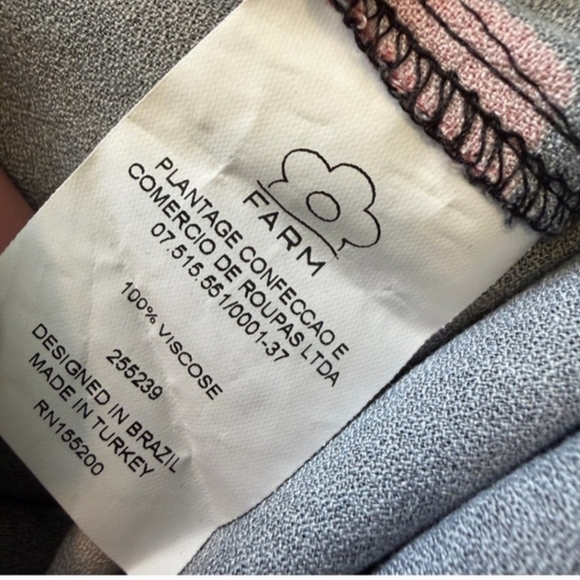 FARM
PLANTAGE CONFECCAO E
COMERCIO DE ROUPAS LTDA
07.515.551/0001-37
100% VISCOSE
255239
DESIGNED IN BRAZIL
MADE IN TURKEY
RN155200